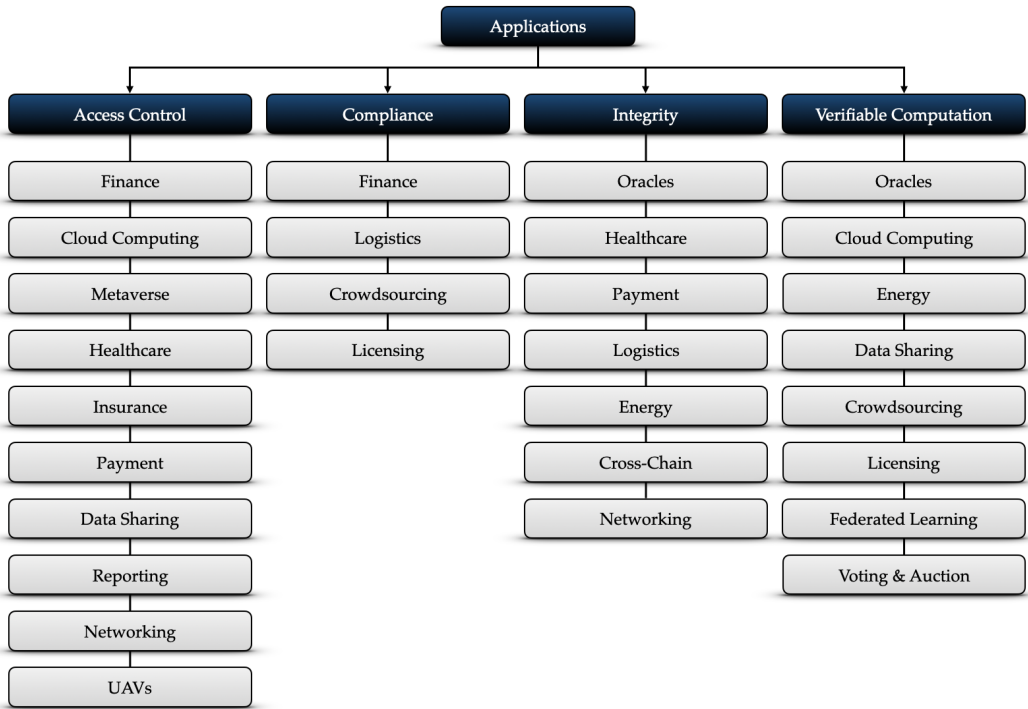 Applications
Access Control
Finance
Cloud Computing
Metaverse
Healthcare
Insurance
Payment
Data Sharing
Reporting
Networking
UAVs
Compliance
Finance
Logistics
Crowdsourcing
Licensing
Integrity
Oracles
Healthcare
Payment
Logistics
Energy
Cross-Chain
Networking
Verifiable Computation
Oracles
Cloud Computing
Energy
Data Sharing
Crowdsourcing
Licensing
Federated Learning
Voting & Auction